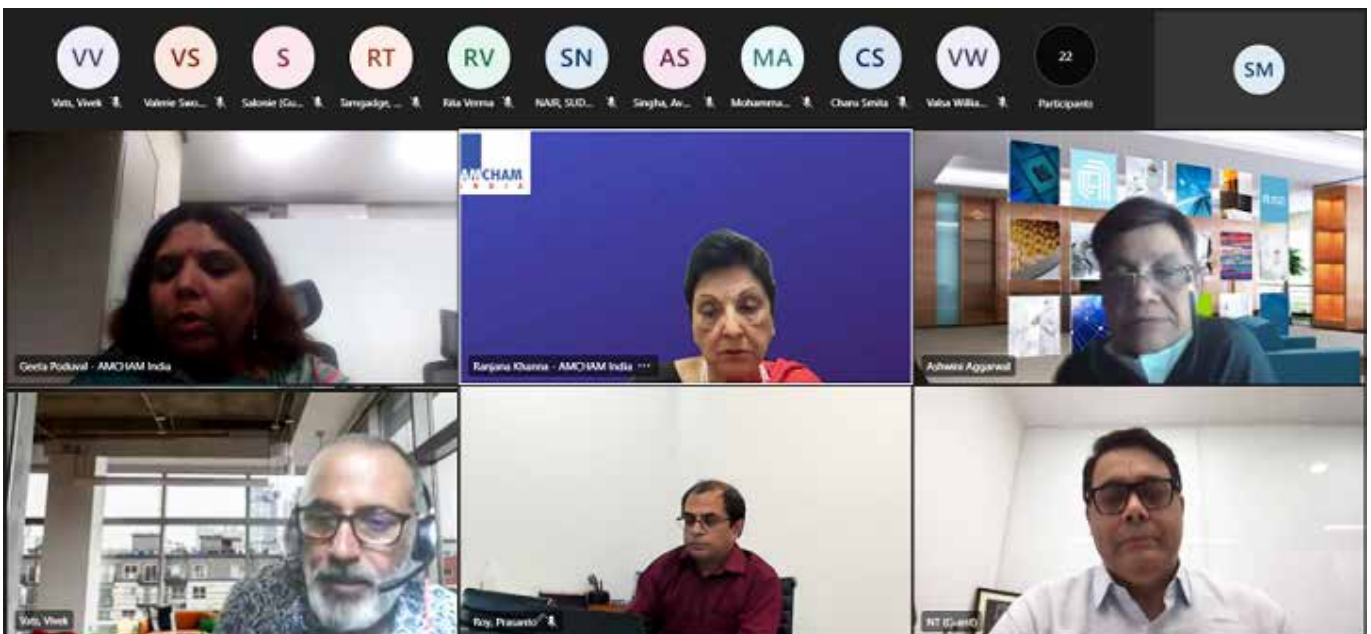 VV
VS
S
RT
RV
SN
AS
MA
CS
VW
22
SM
Vats, Vivek
Valerie Swo...
Salonie (Gu...
Tamgadge, ...
Rita Verma
NAIR, SUD...
Singha, Av...
Mohamma...
Charu Smita
Valsa Willia...
Participants
AMCHAM
INDIA
Geeta Poduval - AMCHAM India
Ranjana Khanna - AMCHAM India ...
Ashwini Aggarwal
Vats, Vivek
Roy, Prasanto
NT (Guest)